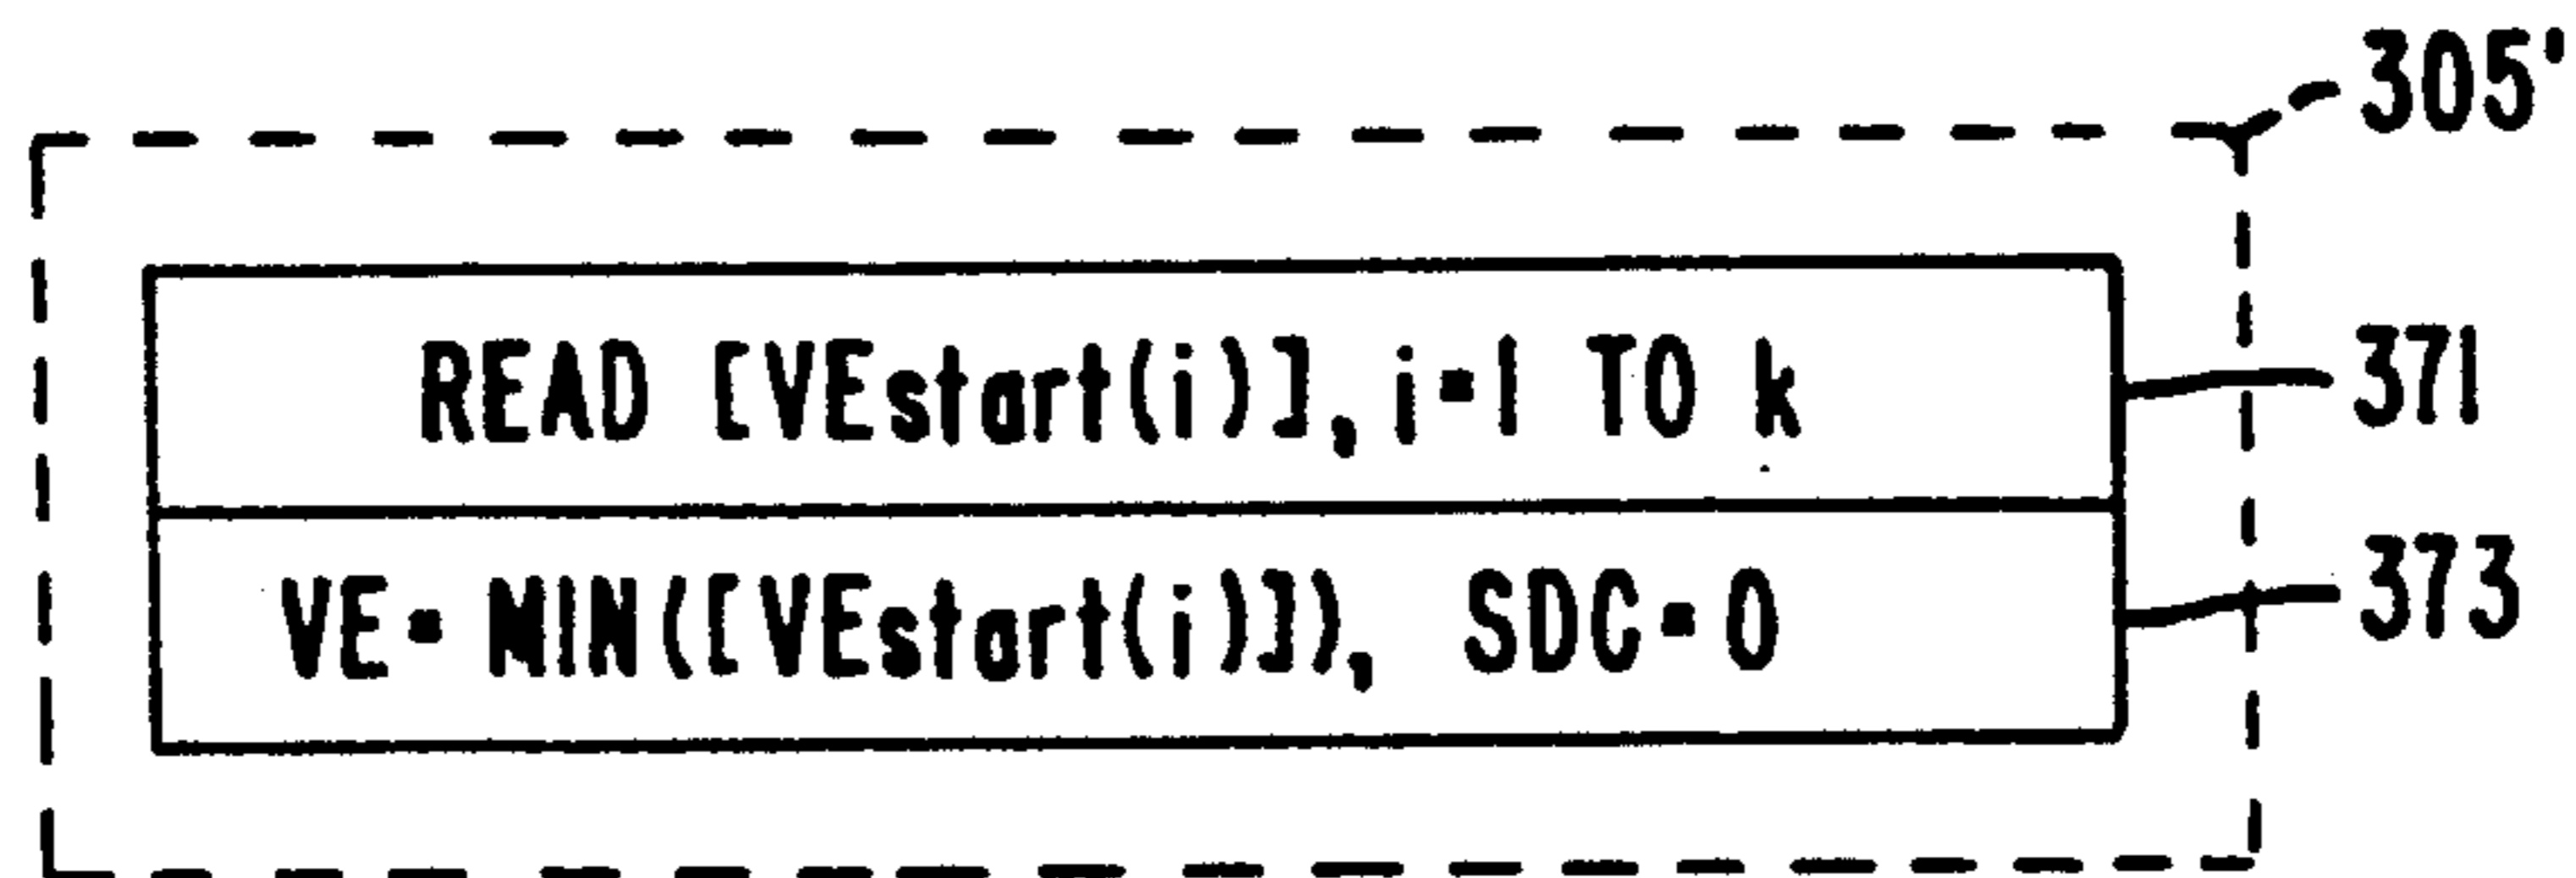 305'
READ [VEstart(i)], i=1 TO k
371
VE= MIN([VEstart(i)]), SDC=0
373